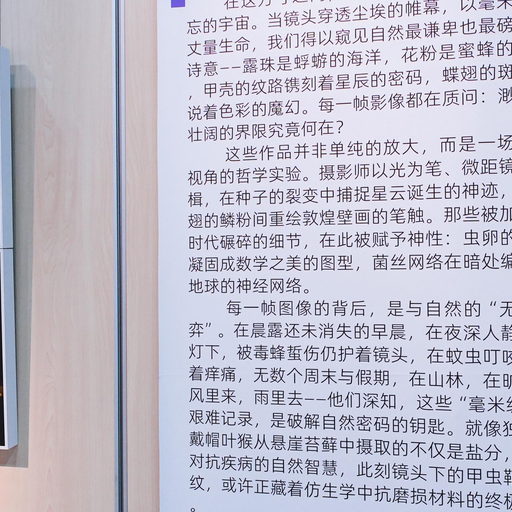 忘的宇宙。当镜头穿透尘埃的帷幕，以毫米
丈量生命，我们得以窥见自然最谦卑也最磅
诗意——露珠是蜉蝣的海洋，花粉是蜜蜂的
，甲壳的纹路镌刻着星辰的密码，蝶翅的斑
说着色彩的魔幻。每一帧影像都在质问：渺
壮阔的界限究竟何在？
这些作品并非单纯的放大，而是一场
视角的哲学实验。摄影师以光为笔、微距镜
楫，在种子的裂变中捕捉星云诞生的神迹，
翅的鳞粉间重绘敦煌壁画的笔触。那些被加
时代碾碎的细节，在此被赋予神性：虫卵的
凝固成数学之美的图型，菌丝网络在暗处编
地球的神经网络。
每一帧图像的背后，是与自然的“无
弈”。在晨露还未消失的早晨，在夜深人静
灯下，被毒蜂蜇伤仍护着镜头，在蚊虫叮咬
着痒痛，无数个周末与假期，在山林，在旷
风里来，雨里去——他们深知，这些“毫米级
艰难记录，是破解自然密码的钥匙。就像独
戴帽叶猴从悬崖苔藓中摄取的不仅是盐分，
对抗疾病的自然智慧，此刻镜头下的甲虫鞘
纹，或许正藏着仿生学中抗磨损材料的终极
。